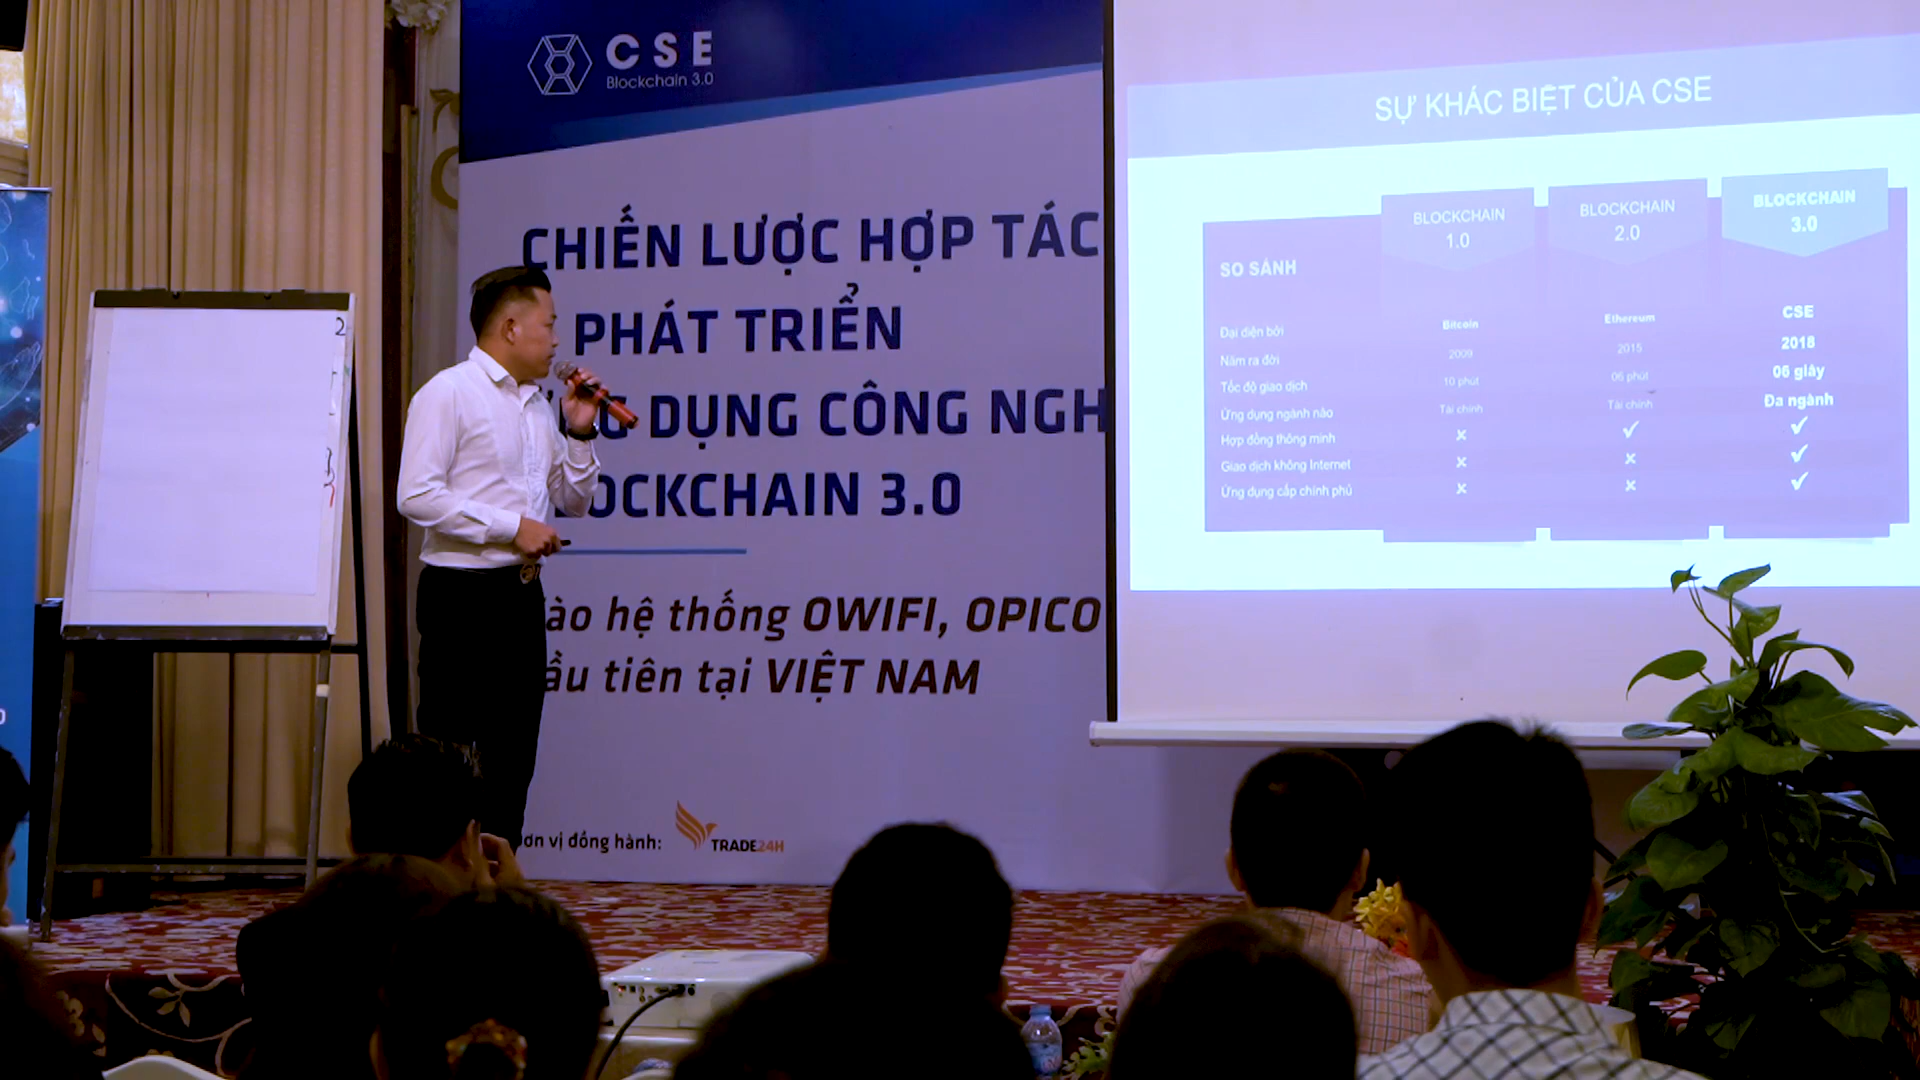 CSE
Blockchain 3.0
CHIẾN LƯỢC HỢP TÁC
PHÁT TRIỂN
DỤNG CÔNG NGH
BLOCKCHAIN 3.0
hệ thống OWIFI, OPICO
tiên tại VIỆT NAM
vị đồng hành:
TRADE24H
SỰ KHÁC BIỆT CỦA CSE
SO SÁNH
BLOCKCHAIN 1.0
BLOCKCHAIN 2.0
BLOCKCHAIN 3.0
Đại diện bởi Bitcoin Ethereum CSE
Năm ra đời 2009 2015 2018
Tốc độ giao dịch 10 phút 06 phút 06 giây
Ứng dụng ngành nào Tài chính Tài chính Đa ngành
Hợp đồng thông minh ✗ ✓ ✓
Giao dịch không Internet ✗ ✗ ✓
Ứng dụng cấp chính phủ ✗ ✗ ✓
2